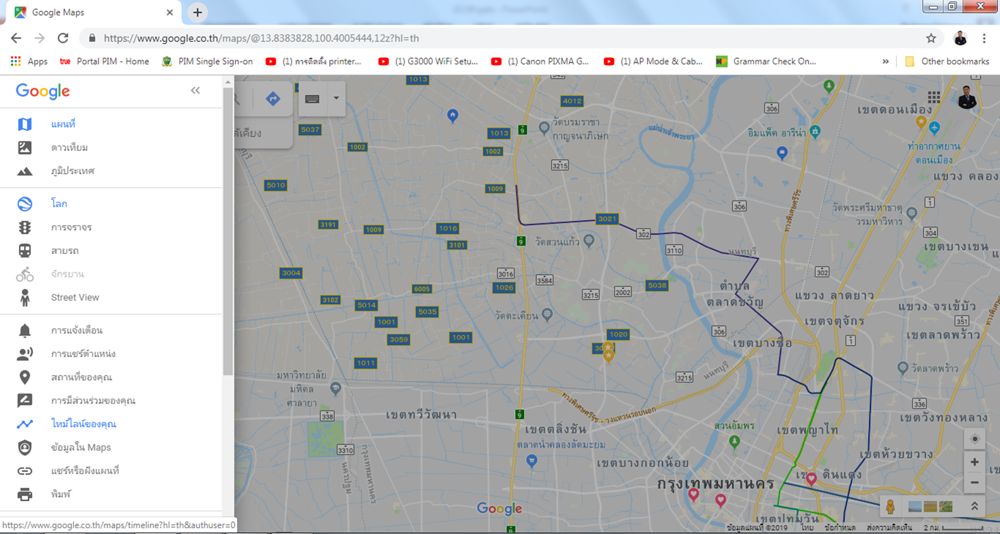 Google Maps
https://www.google.co.th/maps/@13.8383828,100.4005444,12z?hl=th
Apps
true Portal PIM - Home
PIM Single Sign-on
(1) การติดตั้ง printer...
(1) G3000 WiFi Setu...
(1) Canon PIXMA G...
(1) AP Mode & Cab...
Grammar Check On...
»
Other bookmarks
Google
แผนที่
ดาวเทียม
ภูมิประเทศ
โลก
การจราจร
สายรถ
จักรยาน
Street View
การแจ้งเตือน
การแชร์ตำแหน่ง
สถานที่ของคุณ
การมีส่วนร่วมของคุณ
ไทม์ไลน์ของคุณ
ข้อมูลใน Maps
แชร์หรือฝังแผนที่
พิมพ์
https://www.google.co.th/maps/timeline?hl=th&authuser=0
1013
4012
306
เขตดอนเมือง
5037
1013
9
วัดบรมราชา
กาญจนาภิเษก
แม่น้ำเจ้าพระยา
อิมแพ็ค อารีน่า
ท่าอากาศยาน
ดอนเมือง
1002
1002
3215
แขวง คลอง
5010
1009
306
1
ทางพิเศษศรีรัช
วัดพระศรีมหาธาตุ
วรมหาวิหาร
3191
1009
1016
3021
302
304
3101
9
วัดสวนแก้ว
3110
นนทบุรี
เขตบางเขน
3004
3016
3584
302
3102
6005
1026
3215
2002
5038
ตำบล
ตลาดขวัญ
แขวง ลาดยาว
5014
5035
วัดตะเคียน
แขวง จรเข้บัว
1001
เขตจตุจักร
351
3059
1001
1020
306
เขตบางซื่อ
1
เขตลาดพร้าว
1011
มหาวิทยาลัย
มหิดล
ศาลายา
3215
นนทบุรี
วัดลาดพร้าว
338
เขตทวีวัฒนา
9
ทางพิเศษศรีรัช - วงแหวนรอบนอก
336
เขตวังทองหลาง
เขตตลิ่งชัน
สวนอัมพร
เขตพญาไท
3310
ตลาดน้ำคลองลัดมะยม
เขตห้วยขวาง
นครปฐม
กรุงเทพมหานคร
เขตบางกอกน้อย
ดินแดง
กรุงเทพมหานคร
Google
เขตปทุมวัน
ข้อมูลแผนที่ ©2019 ไทย ข้อกำหนด ส่งความคิดเห็น 2 กม.